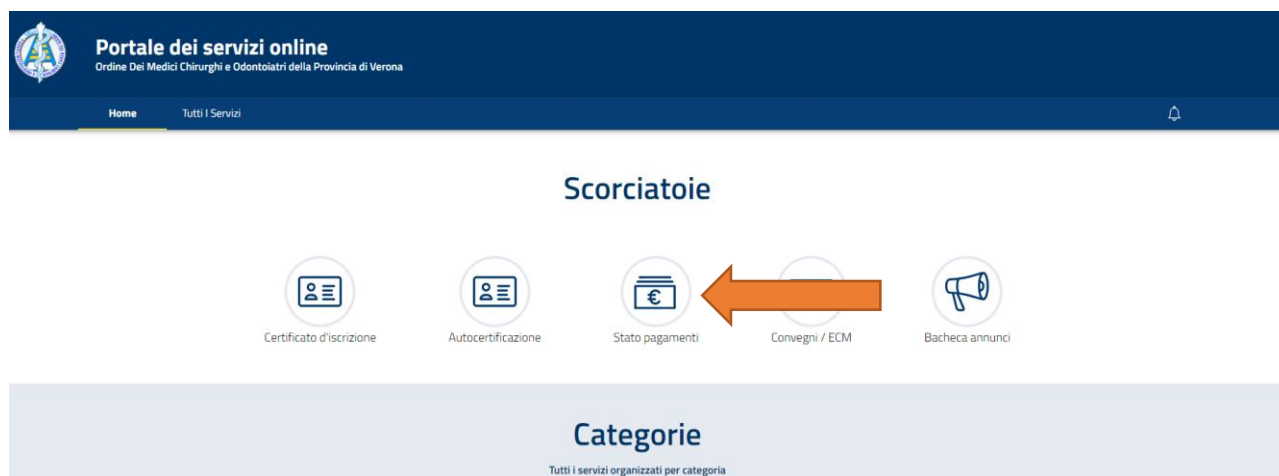 Portale dei servizi online
Ordine Dei Medici Chirurghi e Odontoiatri della Provincia di Verona
Home Tutti I Servizi
Scorciatoie
€
Certificato d'iscrizione Autocertificazione Stato pagamenti Convegni / ECM Bacheca annunci
Categorie
Tutti i servizi organizzati per categoria